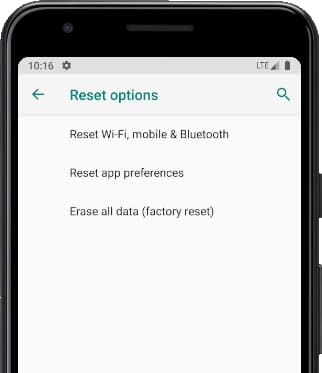 10:16 LTE
Reset options
Reset Wi-Fi, mobile & Bluetooth
Reset app preferences
Erase all data (factory reset)